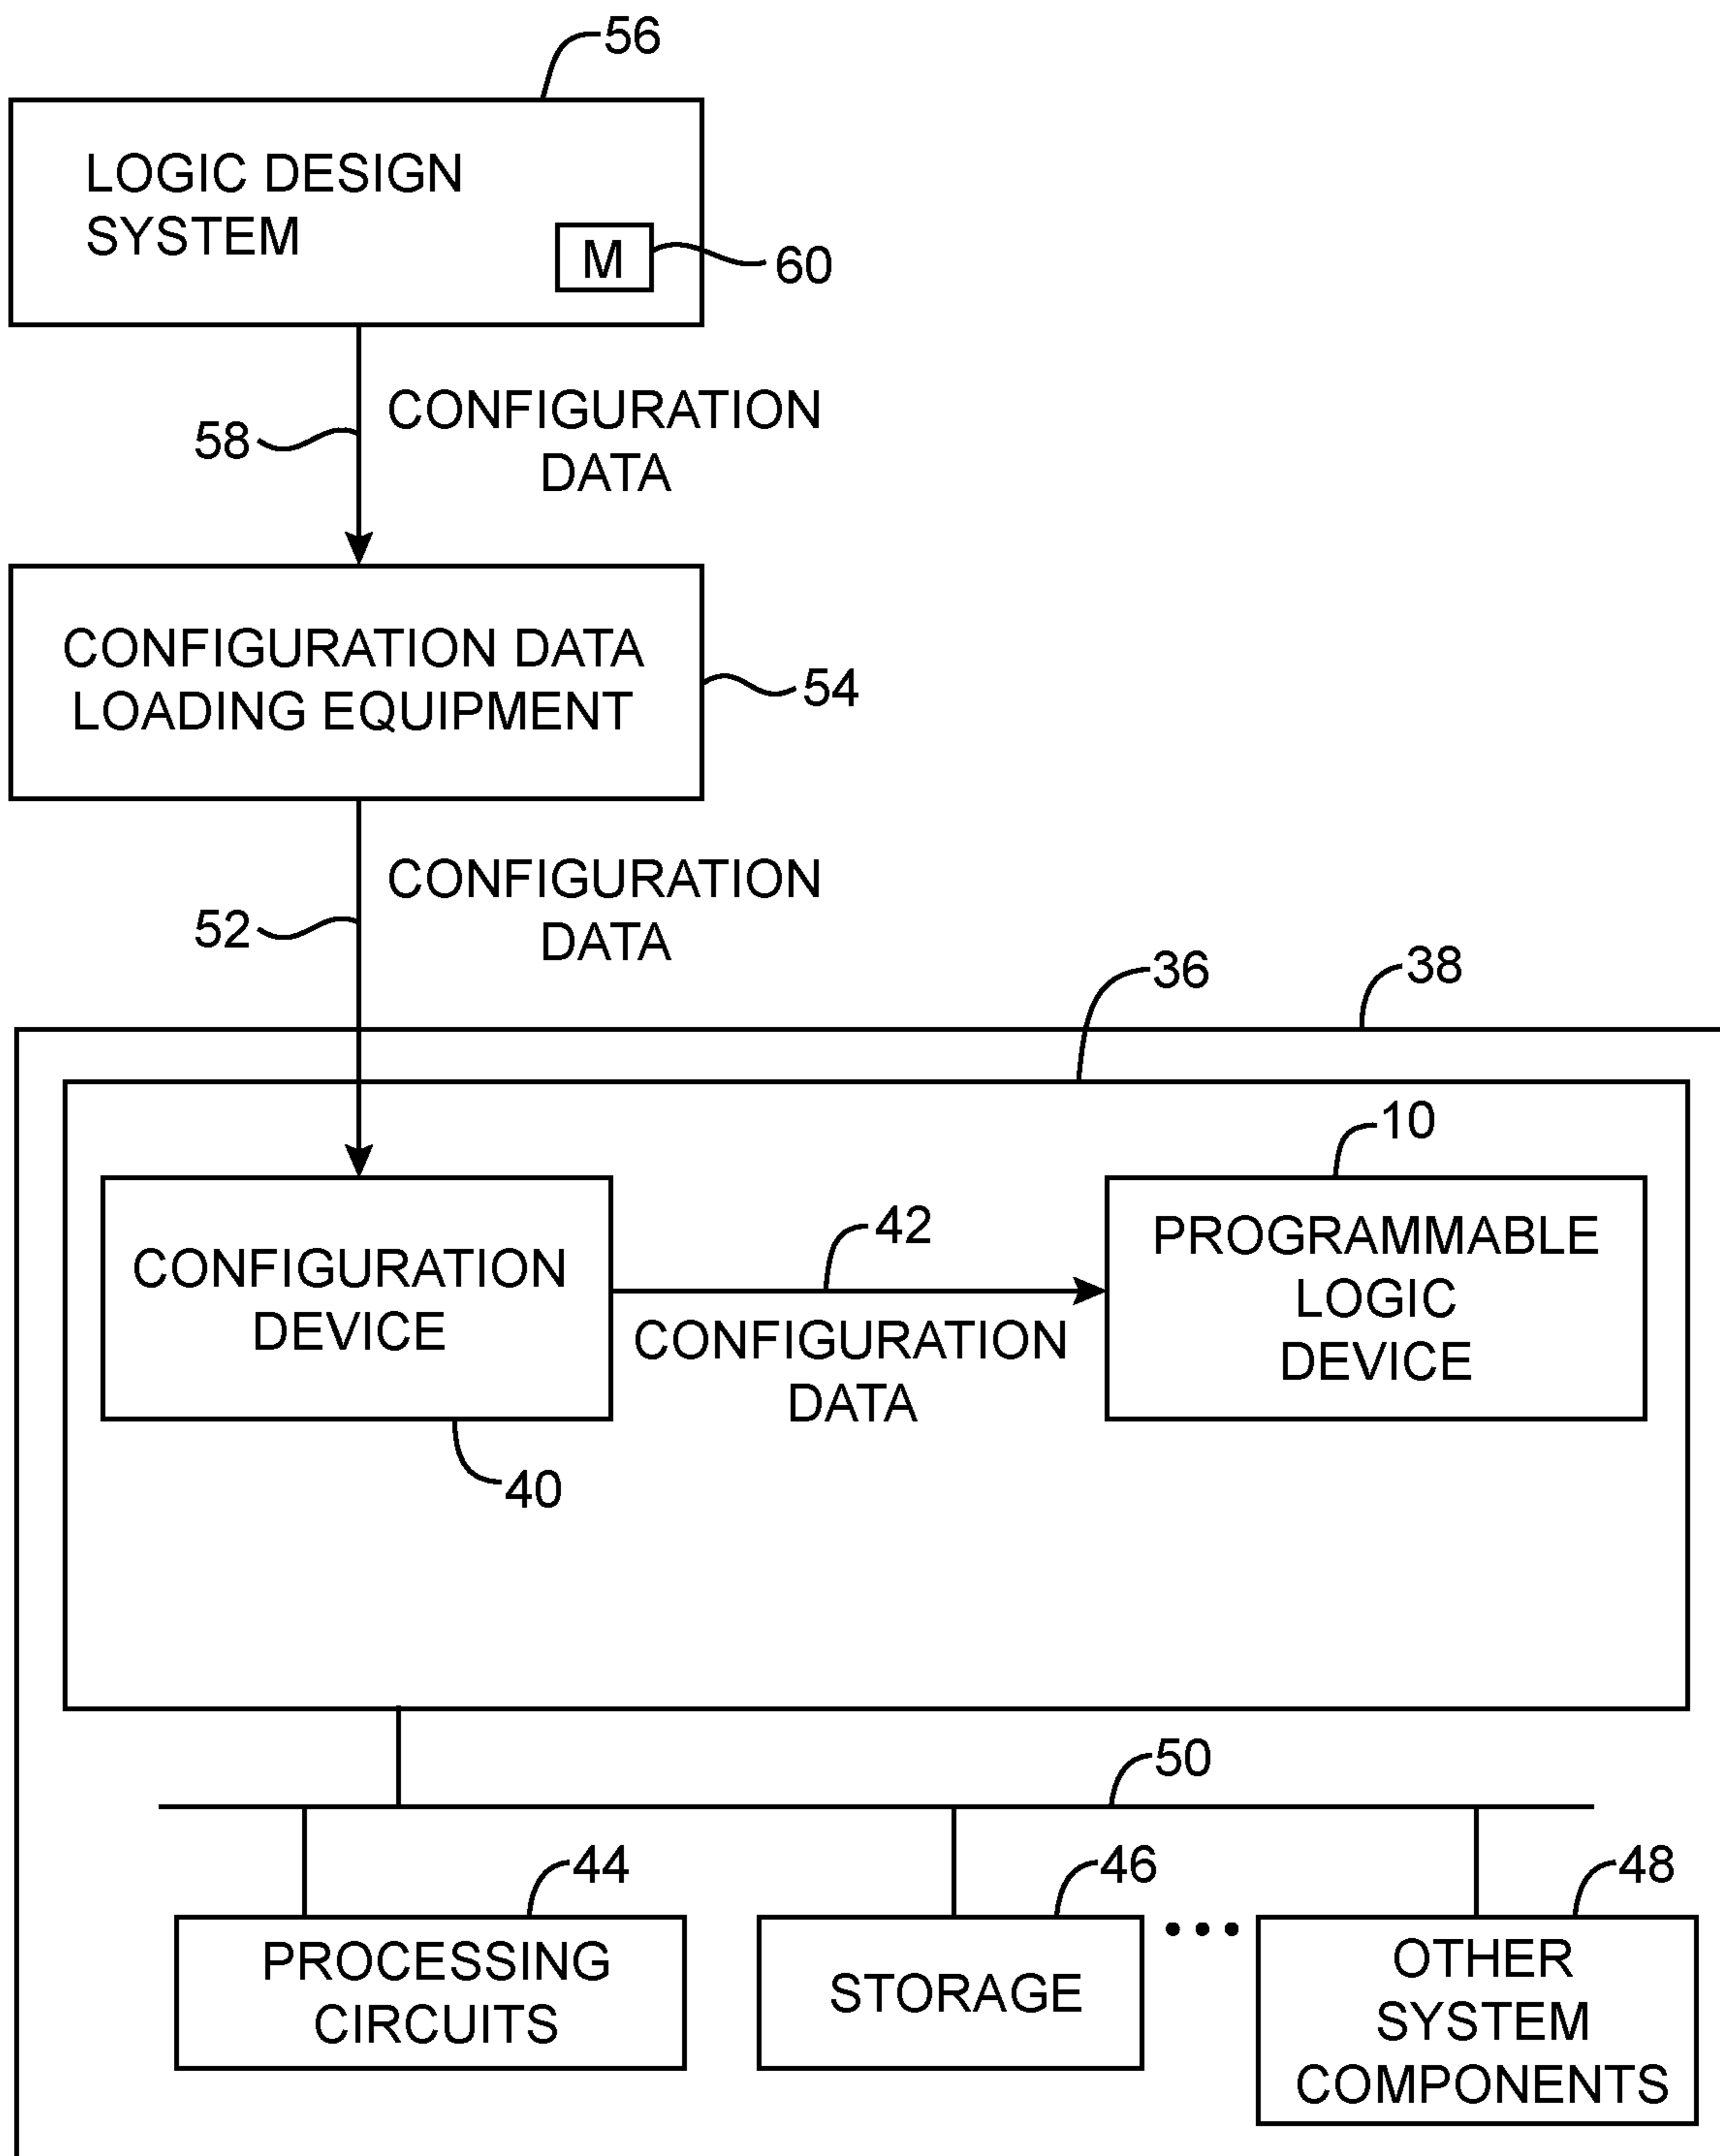 56
LOGIC DESIGN
SYSTEM
M
60
58
CONFIGURATION
DATA
CONFIGURATION DATA
LOADING EQUIPMENT
54
52
CONFIGURATION
DATA
36
38
10
CONFIGURATION
DEVICE
40
42
CONFIGURATION
DATA
PROGRAMMABLE
LOGIC
DEVICE
50
44
46
48
PROCESSING
CIRCUITS
STORAGE
OTHER
SYSTEM
COMPONENTS